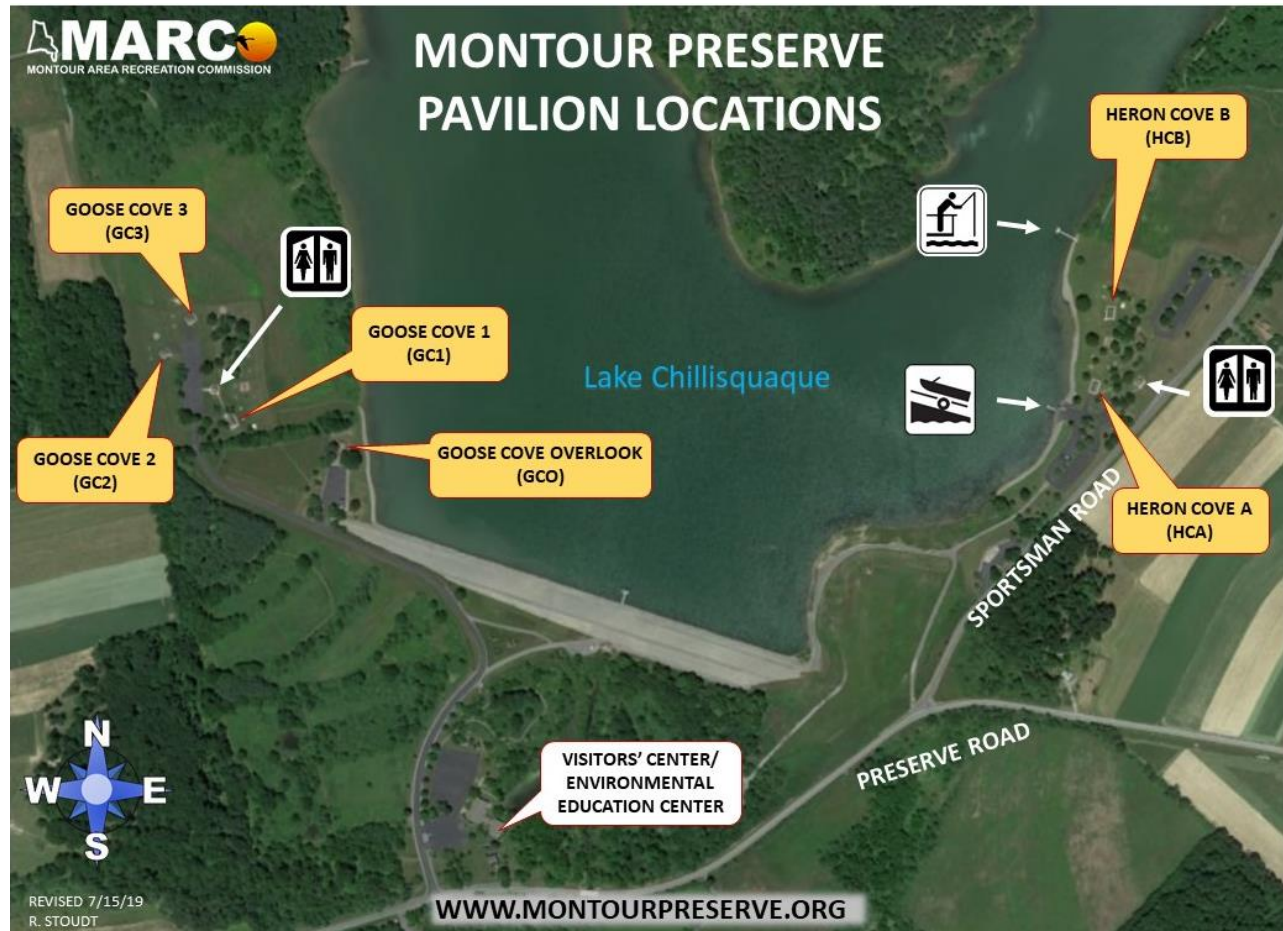 MARC
MONTOUR AREA RECREATION COMMISSION
MONTOUR PRESERVE
PAVILION LOCATIONS
HERON COVE B
(HCB)
GOOSE COVE 3
(GC3)
GOOSE COVE 1
(GC1)
Lake Chillisquaque
GOOSE COVE 2
(GC2)
GOOSE COVE OVERLOOK
(GCO)
HERON COVE A
(HCA)
SPORTSMAN ROAD
PRESERVE ROAD
VISITORS' CENTER/
ENVIRONMENTAL
EDUCATION CENTER
N
W E
S
REVISED 7/15/19
R. STOUDT
WWW.MONTOURPRESERVE.ORG